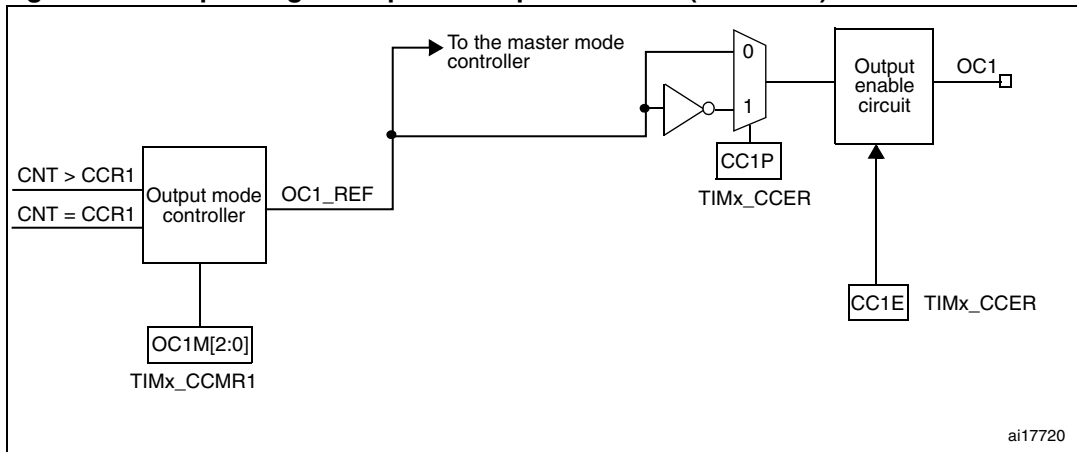 To the master mode
controller
0
1
Output
enable
circuit
OC1
CC1P
TIMx_CCER
CNT > CCR1
CNT = CCR1
Output mode
controller
OC1_REF
CC1E
TIMx_CCER
OC1M[2:0]
TIMx_CCMR1
ai17720